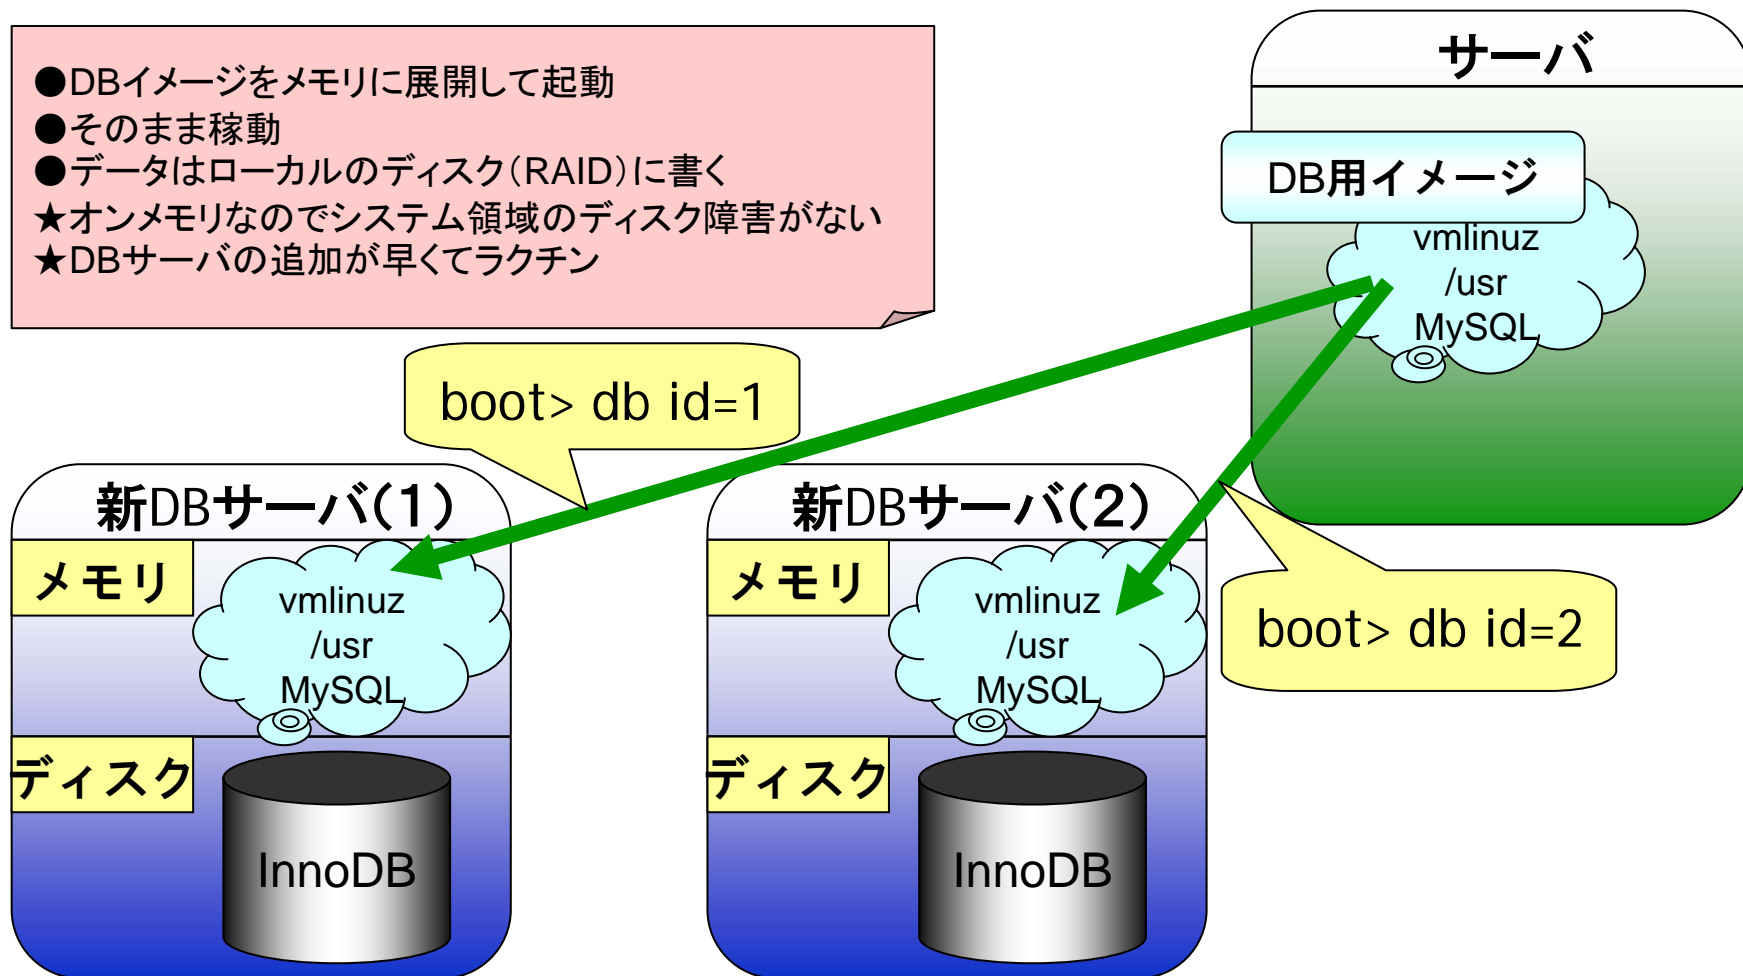 ●DBイメージをメモリに展開して起動
●そのまま稼動
●データはローカルのディスク（RAID）に書く
★オンメモリなのでシステム領域のディスク障害がない
★DBサーバの追加が早くてラクチン
サーバ
DB用イメージ
vmlinuz
/usr
MySQL
boot> db id=1
新DBサーバ(1)
メモリ
vmlinuz
/usr
MySQL
ディスク
InnoDB
新DBサーバ(2)
メモリ
vmlinuz
/usr
MySQL
ディスク
InnoDB
boot> db id=2